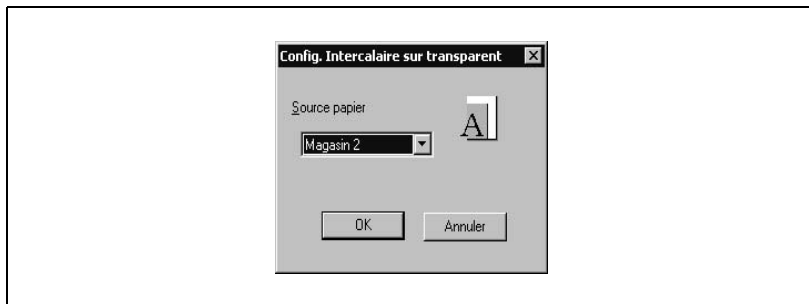 Config. Intercalaire sur transparent
Source papier
A
Magasin 2
OK
Annuler